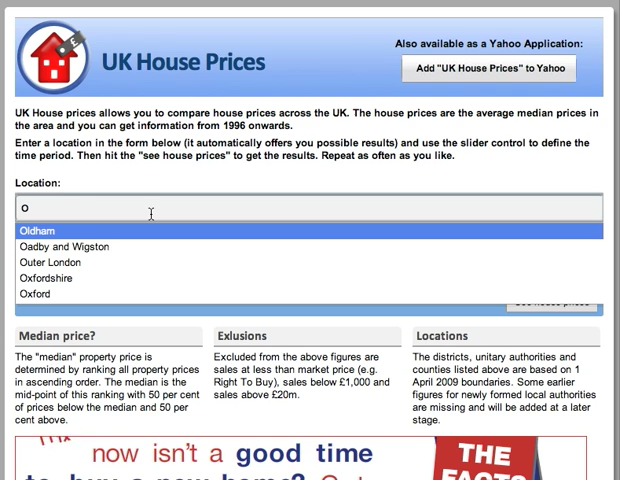 Also available as a Yahoo Application:
UK House Prices
Add "UK House Prices" to Yahoo
UK House prices allows you to compare house prices across the UK. The house prices are the average median prices in
the area and you can get information from 1996 onwards.
Enter a location in the form below (it automatically offers you possible results) and use the slider control to define the
time period. Then hit the "see house prices" to get the results. Repeat as often as you like.
Location:
O
Oldham
Oadby and Wigston
Outer London
Oxfordshire
Oxford
Median price?
The "median" property price is
determined by ranking all property prices
in ascending order. The median is the
mid-point of this ranking with 50 per cent
of prices below the median and 50 per
cent above.
Exlusions
Excluded from the above figures are
sales at less than market price (e.g.
Right To Buy), sales below £1,000 and
sales above £20m.
Locations
The districts, unitary authorities and
counties listed above are based on 1
April 2009 boundaries. Some earlier
figures for newly formed local authorities
are missing and will be added at a later
stage.
now isn't a good time
to buy a new home?
THE
FACTS